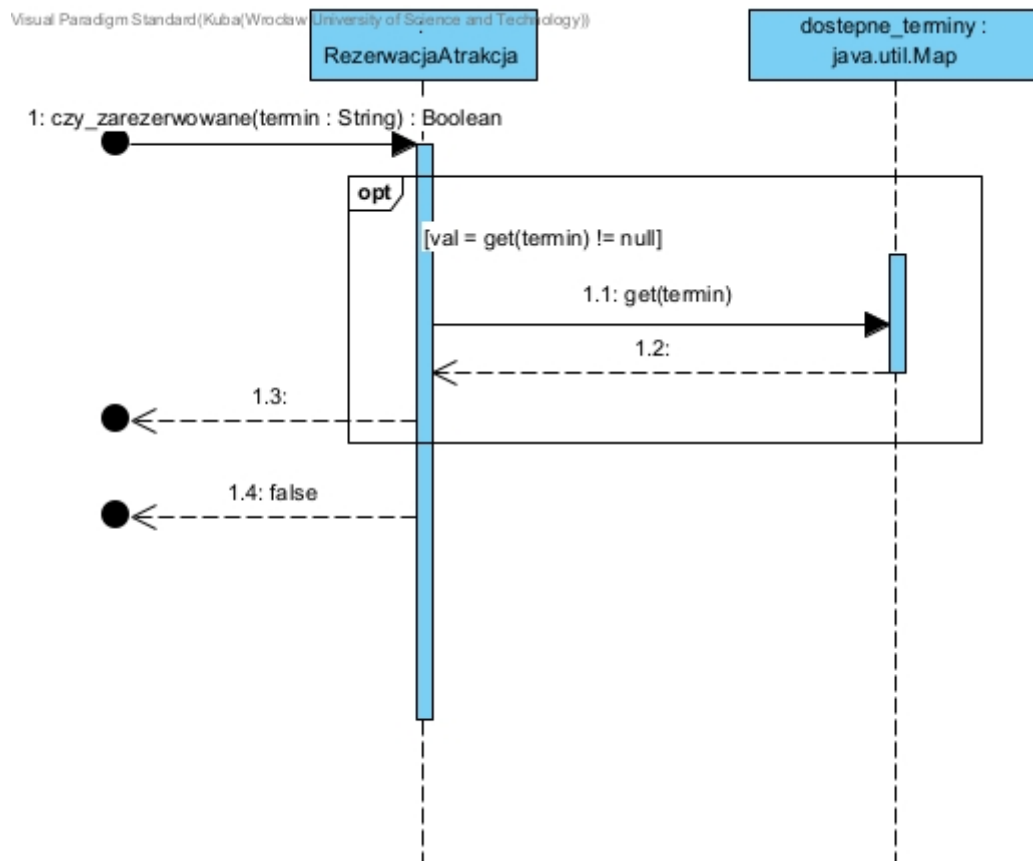 Visual Paradigm Standard(Kuba(Wrocław University of Science and Technology))
:
RezerwacjaAtrakcja
dostepne_terminy :
java.util.Map
1: czy_zarezerwowane(termin : String) : Boolean
opt
[val = get(termin) != null]
1.1: get(termin)
1.2:
1.3:
1.4: false